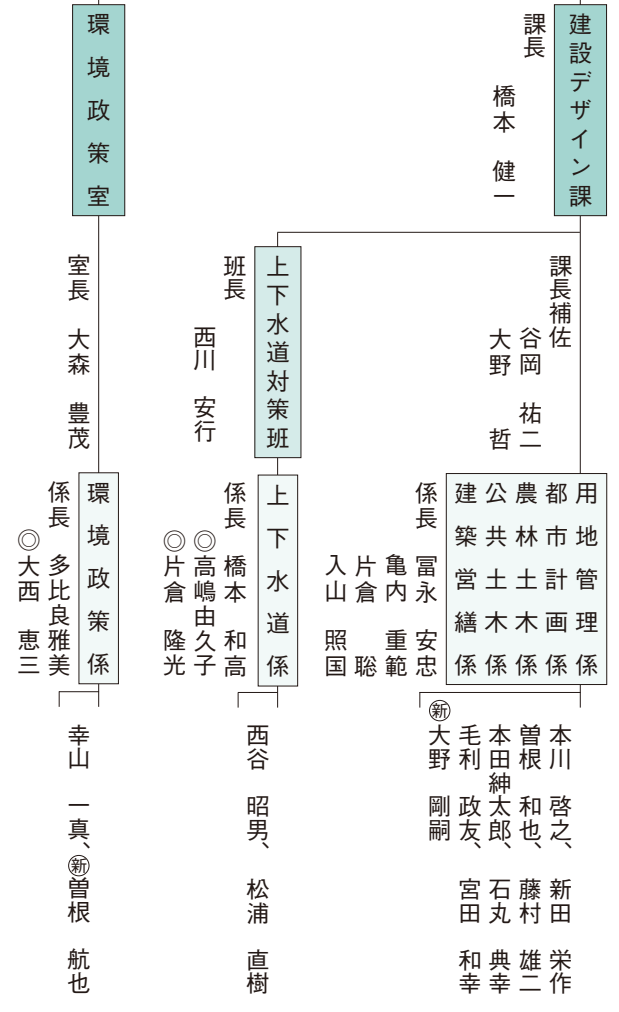 建設デザイン課
課長
橋本 健一
課長補佐
谷岡 祐二
大野 哲
用地管理係
都市計画係
農林土木係
公共土木係
建築営繕係
係長 冨永 安忠
亀内 重範
片倉 聡
入山 照国
本川 啓之、新田 栄作
曽根 和也、藤村 雄二
本田紳太郎、石丸 典幸
毛利 政友、宮田 和幸
㊟大野 剛嗣
上下水道対策班
班長
西川 安行
上下水道係
係長 橋本 和高
◎高嶋由久子
◎片倉 隆光
西谷 昭男、松浦 直樹
環境政策室
室長 大森 豊茂
環境政策係
係長 多比良雅美
◎大西 恵三
幸山 一真、新曽根 航也